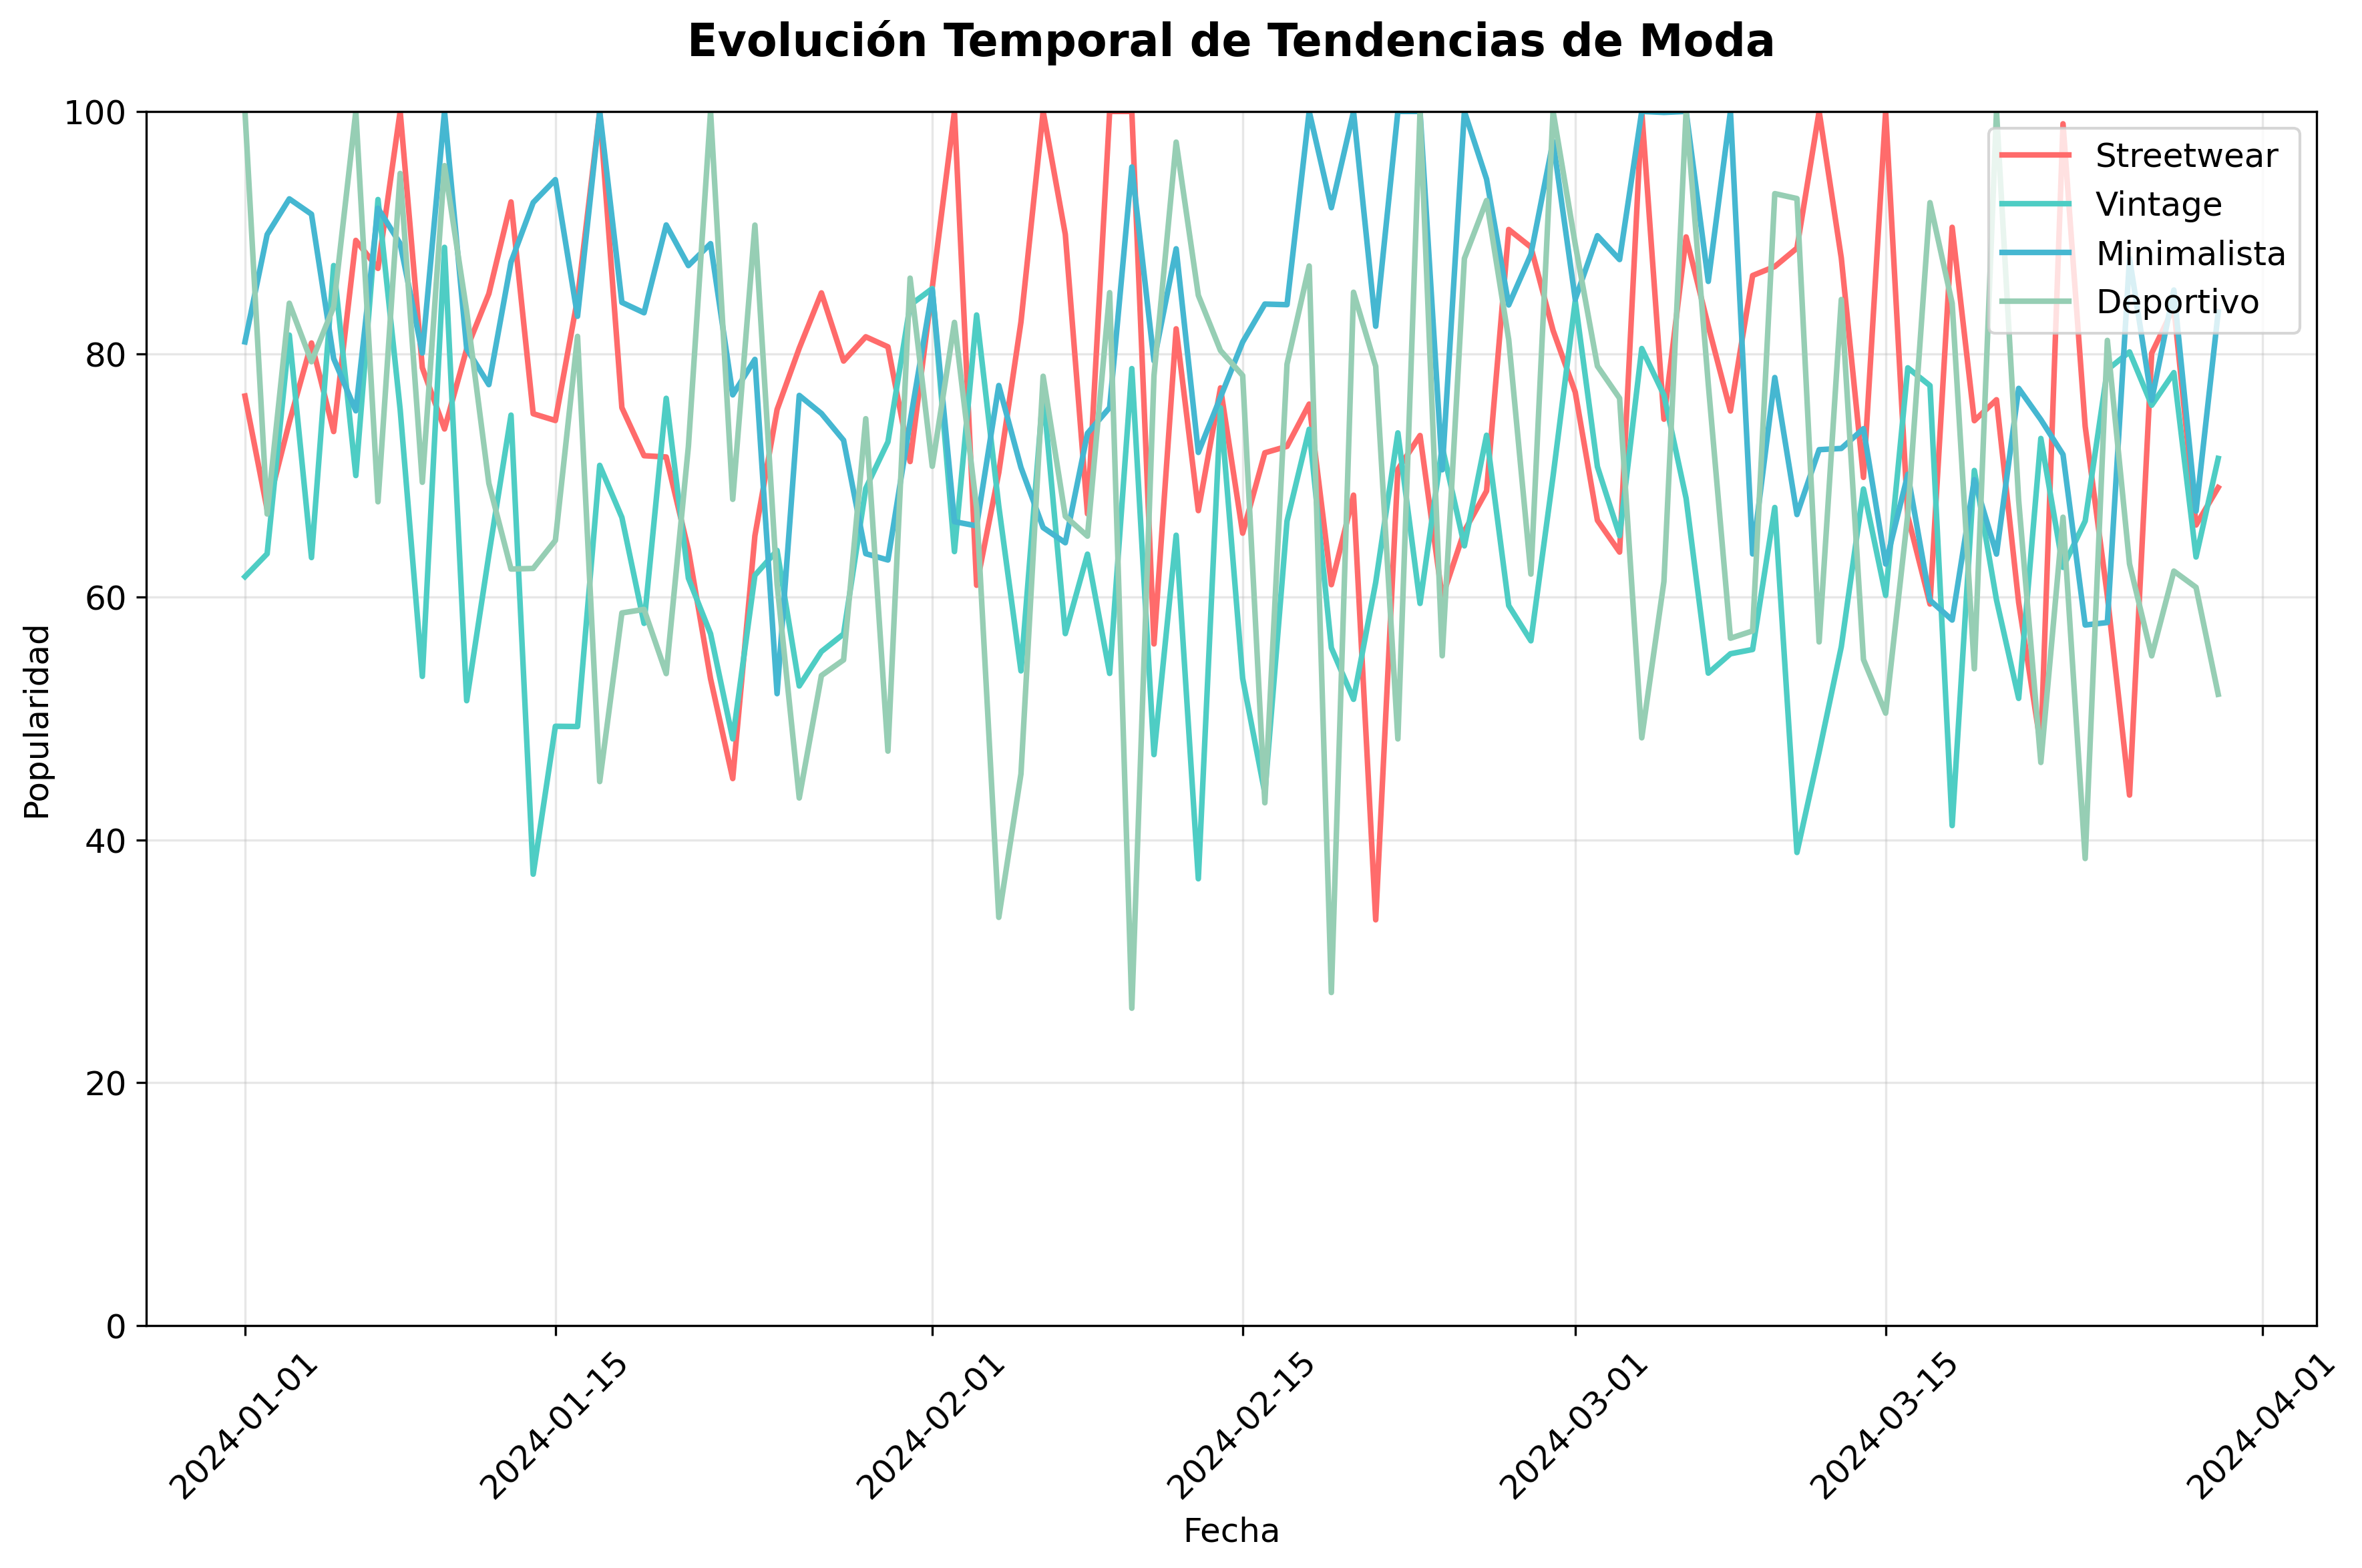 Evolución Temporal de Tendencias de Moda
100
80
60
40
20
0
Popularidad
Streetwear
Vintage
Minimalista
Deportivo
2024-01-01
2024-01-15
2024-02-01
2024-02-15
2024-03-01
2024-03-15
2024-04-01
Fecha